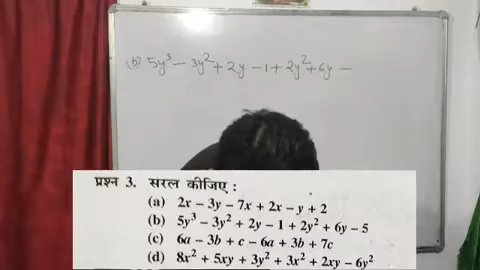 (b) 5y³ – 3y² + 2y – 1 + 2y² + 6y –
प्रश्न 3. सरल कीजिए :
(a) 2x – 3y – 7x + 2x – y + 2
(b) 5y³ – 3y² + 2y – 1 + 2y² + 6y – 5
(c) 6a – 3b + c – 6a + 3b + 7c
(d) 8x² + 5xy + 3y² + 3x² + 2xy – 6y²